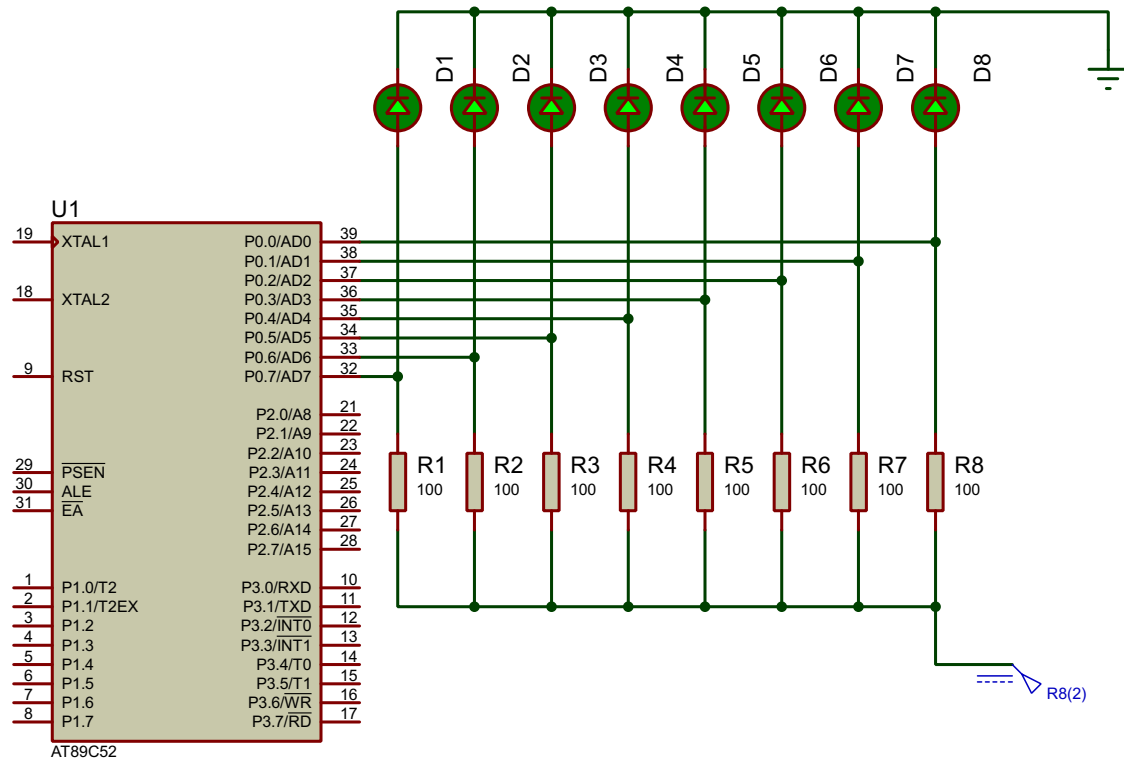 D1 D2 D3 D4 D5 D6 D7 D8
U1
19 XTAL1 P0.0/AD0 39
P0.1/AD1 38
P0.2/AD2 37
18 XTAL2 P0.3/AD3 36
P0.4/AD4 35
P0.5/AD5 34
P0.6/AD6 33
9 RST P0.7/AD7 32
P2.0/A8 21
P2.1/A9 22
P2.2/A10 23
29 PSEN P2.3/A11 24
30 ALE P2.4/A12 25
31 EA P2.5/A13 26
P2.6/A14 27
P2.7/A15 28
1 P1.0/T2 P3.0/RXD 10
2 P1.1/T2EX P3.1/TXD 11
3 P1.2 P3.2/INT0 12
4 P1.3 P3.3/INT1 13
5 P1.4 P3.4/T0 14
6 P1.5 P3.5/T1 15
7 P1.6 P3.6/WR 16
8 P1.7 P3.7/RD 17
AT89C52
R1 R2 R3 R4 R5 R6 R7 R8
100 100 100 100 100 100 100 100
R8(2)